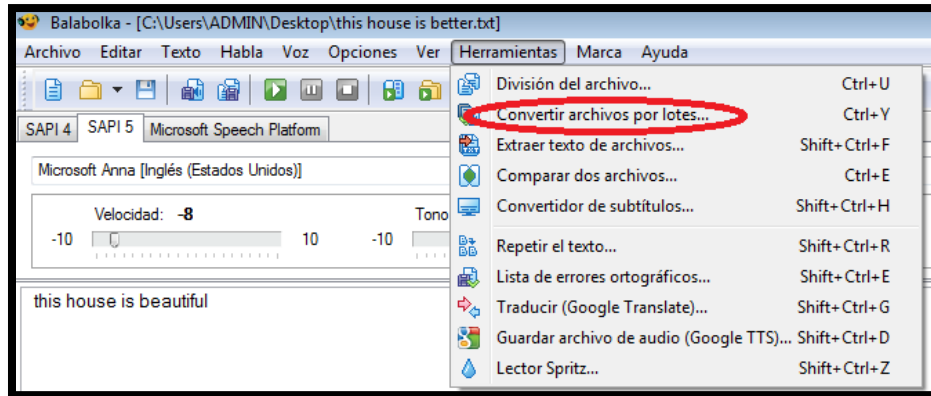 Balabolka - [C:\Users\ADMIN\Desktop\this house is better.txt]
Archivo Editar Texto Habla Voz Opciones Ver Herramientas Marca Ayuda
SAPI 4 SAPI 5 Microsoft Speech Platform
Microsoft Anna [Inglés (Estados Unidos)]
Velocidad: -8 Tono
-10 10 -10
this house is beautiful
División del archivo... Ctrl+U
Convertir archivos por lotes... Ctrl+Y
Extraer texto de archivos... Shift+Ctrl+F
Comparar dos archivos... Ctrl+E
Convertidor de subtítulos... Shift+Ctrl+H
Repetir el texto... Shift+Ctrl+R
Lista de errores ortográficos... Shift+Ctrl+E
Traducir (Google Translate)... Shift+Ctrl+G
Guardar archivo de audio (Google TTS)... Shift+Ctrl+D
Lector Spritz... Shift+Ctrl+Z